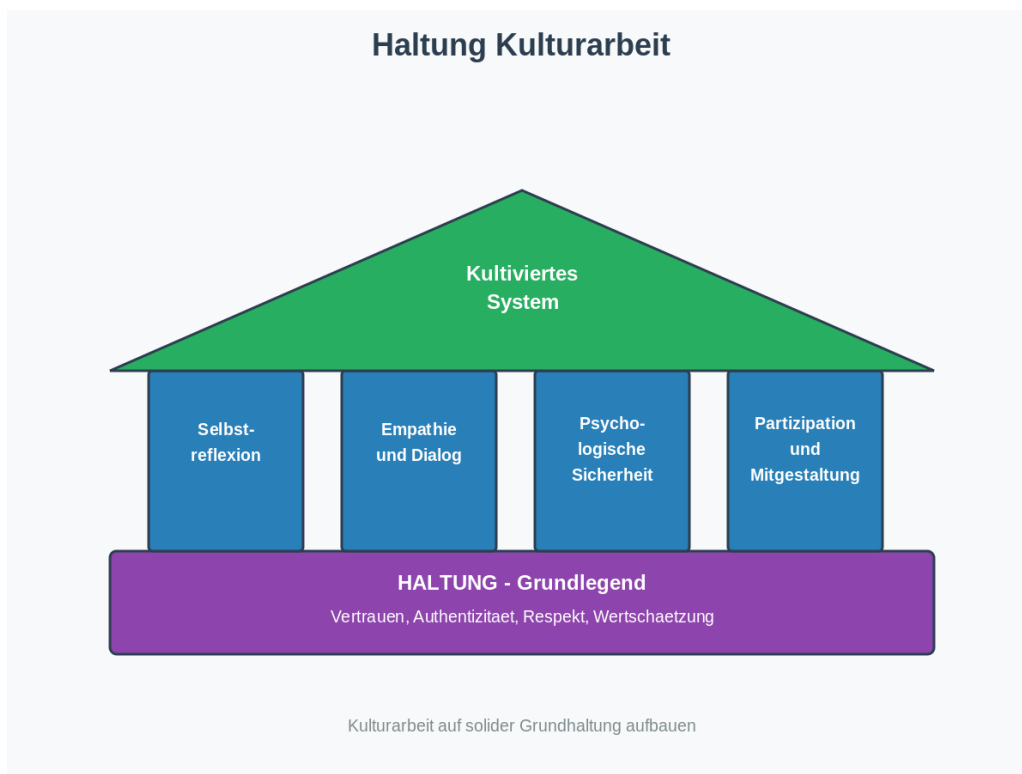 Haltung Kulturarbeit
Kultiviertes
System
Selbst-
reflexion
Empathie
und Dialog
Psycho-
logische
Sicherheit
Partizipation
und
Mitgestaltung
HALTUNG - Grundlegend
Vertrauen, Authentizitaet, Respekt, Wertschaetzung
Kulturarbeit auf solider Grundhaltung aufbauen